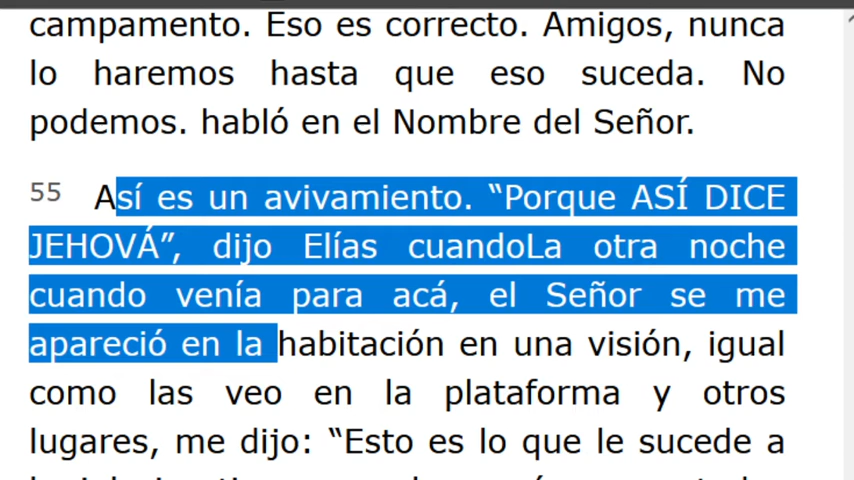 campamento. Eso es correcto. Amigos, nunca
lo haremos hasta que eso suceda. No
podemos. habló en el Nombre del Señor.
55 Así es un avivamiento. “Porque ASÍ DICE
JEHOVÁ”, dijo Elías cuandoLa otra noche
cuando venía para acá, el Señor se me
apareció en la habitación en una visión, igual
como las veo en la plataforma y otros
lugares, me dijo: “Esto es lo que le sucede a